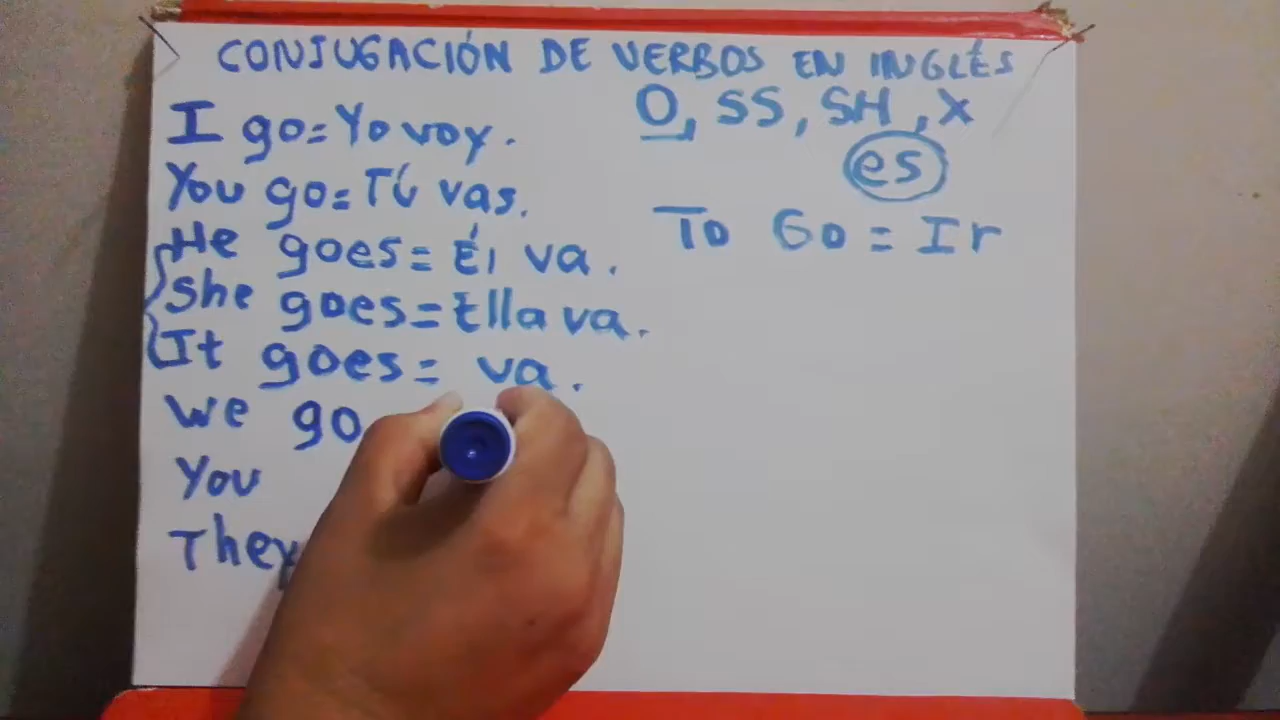 CONJUGACIÓN DE VERBOS EN INGLÉS
O, SS, SH, X
es
To Go = Ir
I go = Yo voy.
You go = Tú vas.
He goes = Él va.
She goes = Ella va.
It goes = va.
We go
You
They